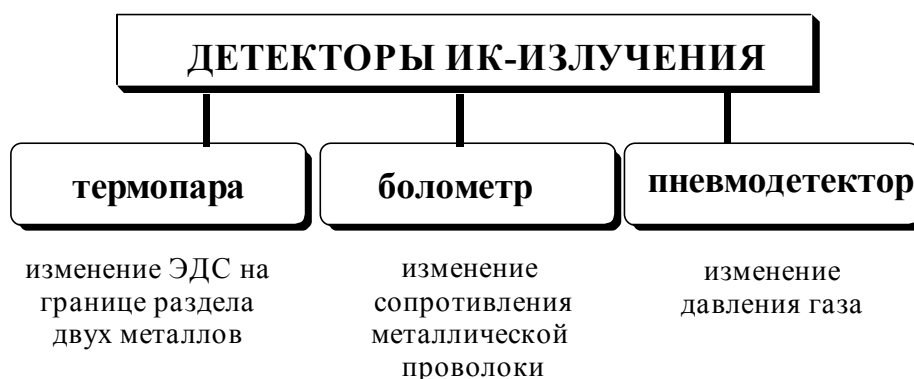 ДЕТЕКТОРЫ ИК-ИЗЛУЧЕНИЯ
термопара
болометр
пневмодетектор
изменение ЭДС на
границе раздела
двух металлов
изменение
сопротивления
металлической
проволоки
изменение
давления газа